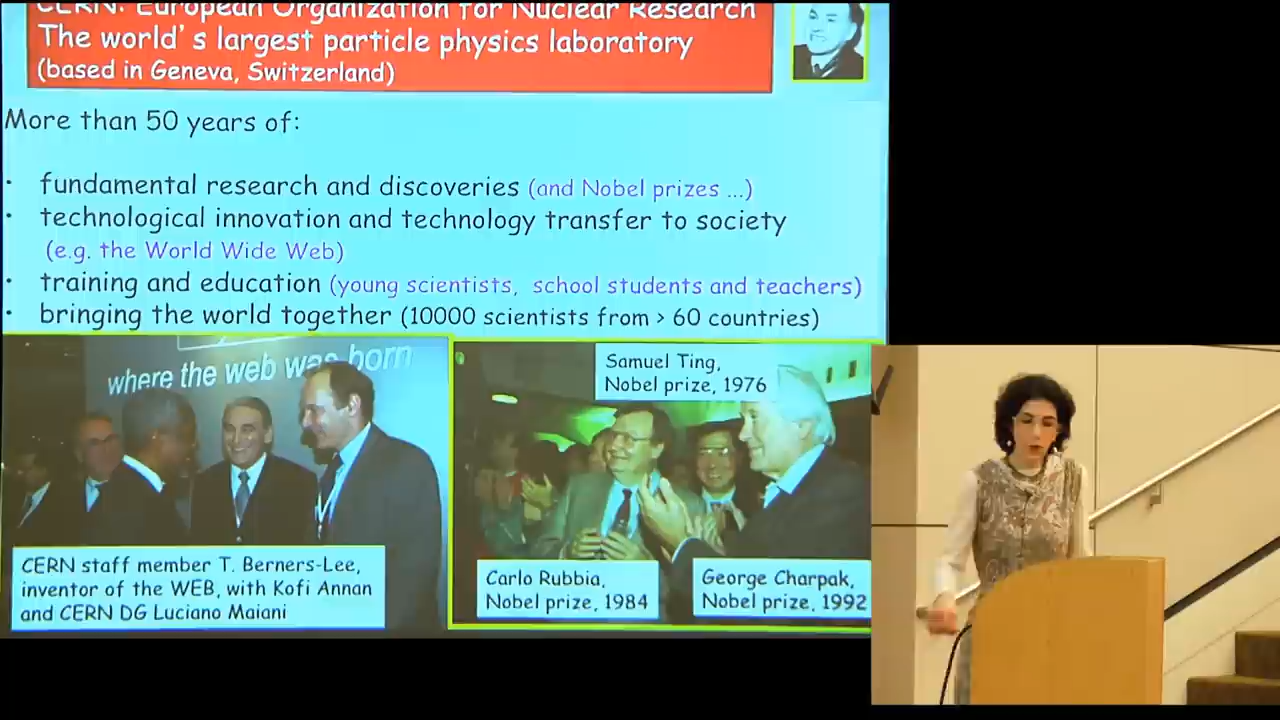 CERN: European Organization for Nuclear Research
The world's largest particle physics laboratory
(based in Geneva, Switzerland)
More than 50 years of:
• fundamental research and discoveries (and Nobel prizes ...)
• technological innovation and technology transfer to society
(e.g. the World Wide Web)
• training and education (young scientists, school students and teachers)
• bringing the world together (10000 scientists from > 60 countries)
where the web was born
CERN staff member T. Berners-Lee,
inventor of the WEB, with Kofi Annan
and CERN DG Luciano Maiani
Samuel Ting,
Nobel prize, 1976
Carlo Rubbia,
Nobel prize, 1984
George Charpak,
Nobel prize, 1992